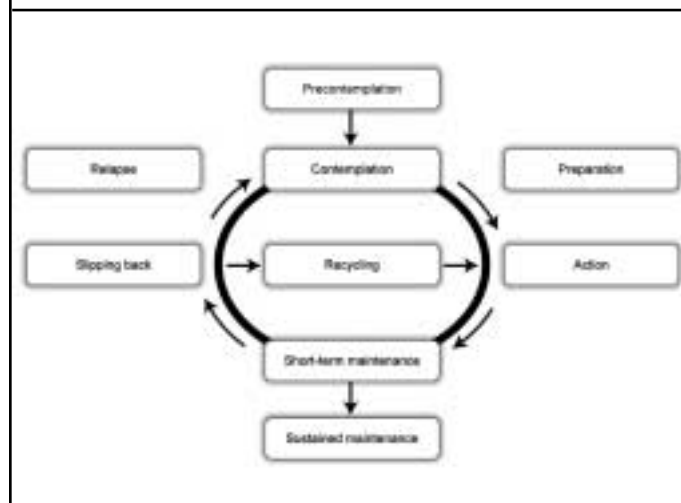 Precontemplation
Relapse
Contemplation
Preparation
Slipping back
Recycling
Action
Short-term maintenance
Sustained maintenance